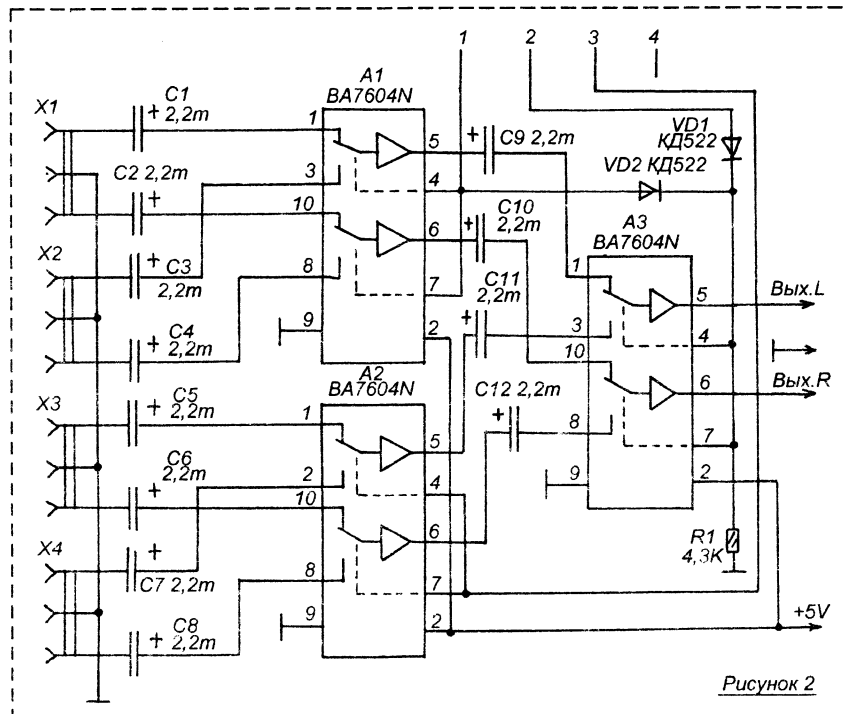 1 2 3 4
A1
BA7604N
X1
C1
+ 2,2m
1
5
+
C9 2,2m
VD1
КД522
VD2 КД522
C2 2,2m
+
3
4
10
6
+
C10
2,2m
A3
BA7604N
X2
+
C3
2,2m
8
7
C11
2,2m
+
1
5
Вых.L
9
3
4
+
C4
2,2m
2
10
6
Вых.R
A2
BA7604N
C12 2,2m
+
8
7
X3
+
C5
2,2m
1
5
9
2
C6
2,2m
+
2
4
10
6
R1
4,3K
X4
+
C7 2,2m
8
7
9
2
+5V
+
C8
2,2m
Рисунок 2